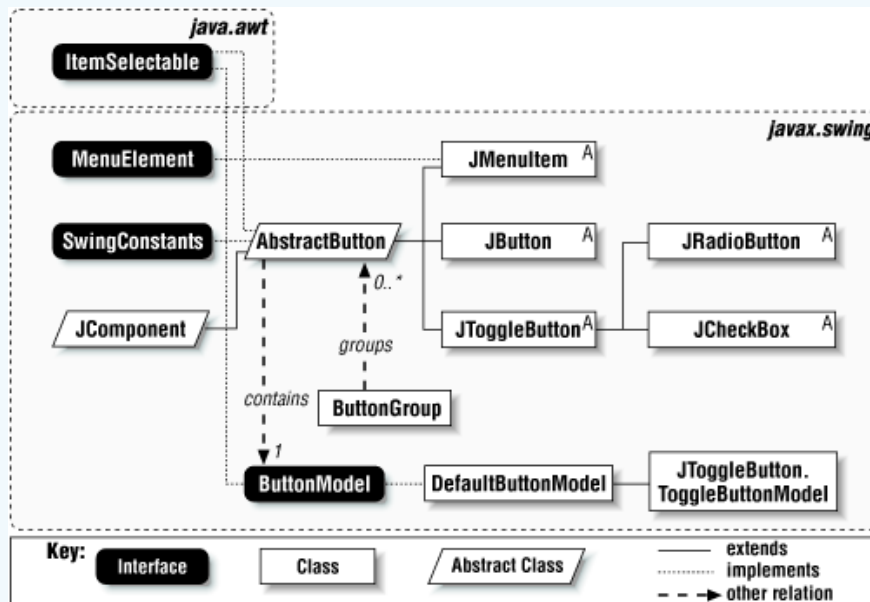 java.awt
ItemSelectable
javax.swing
MenuElement
JMenuItem A
SwingConstants
AbstractButton
JButton A
JRadioButton A
0..*
JComponent
JToggleButton A
JCheckBox A
groups
contains
ButtonGroup
1
ButtonModel
DefaultButtonModel
JToggleButton.
ToggleButtonModel
Key:
Interface
Class
Abstract Class
extends
implements
other relation